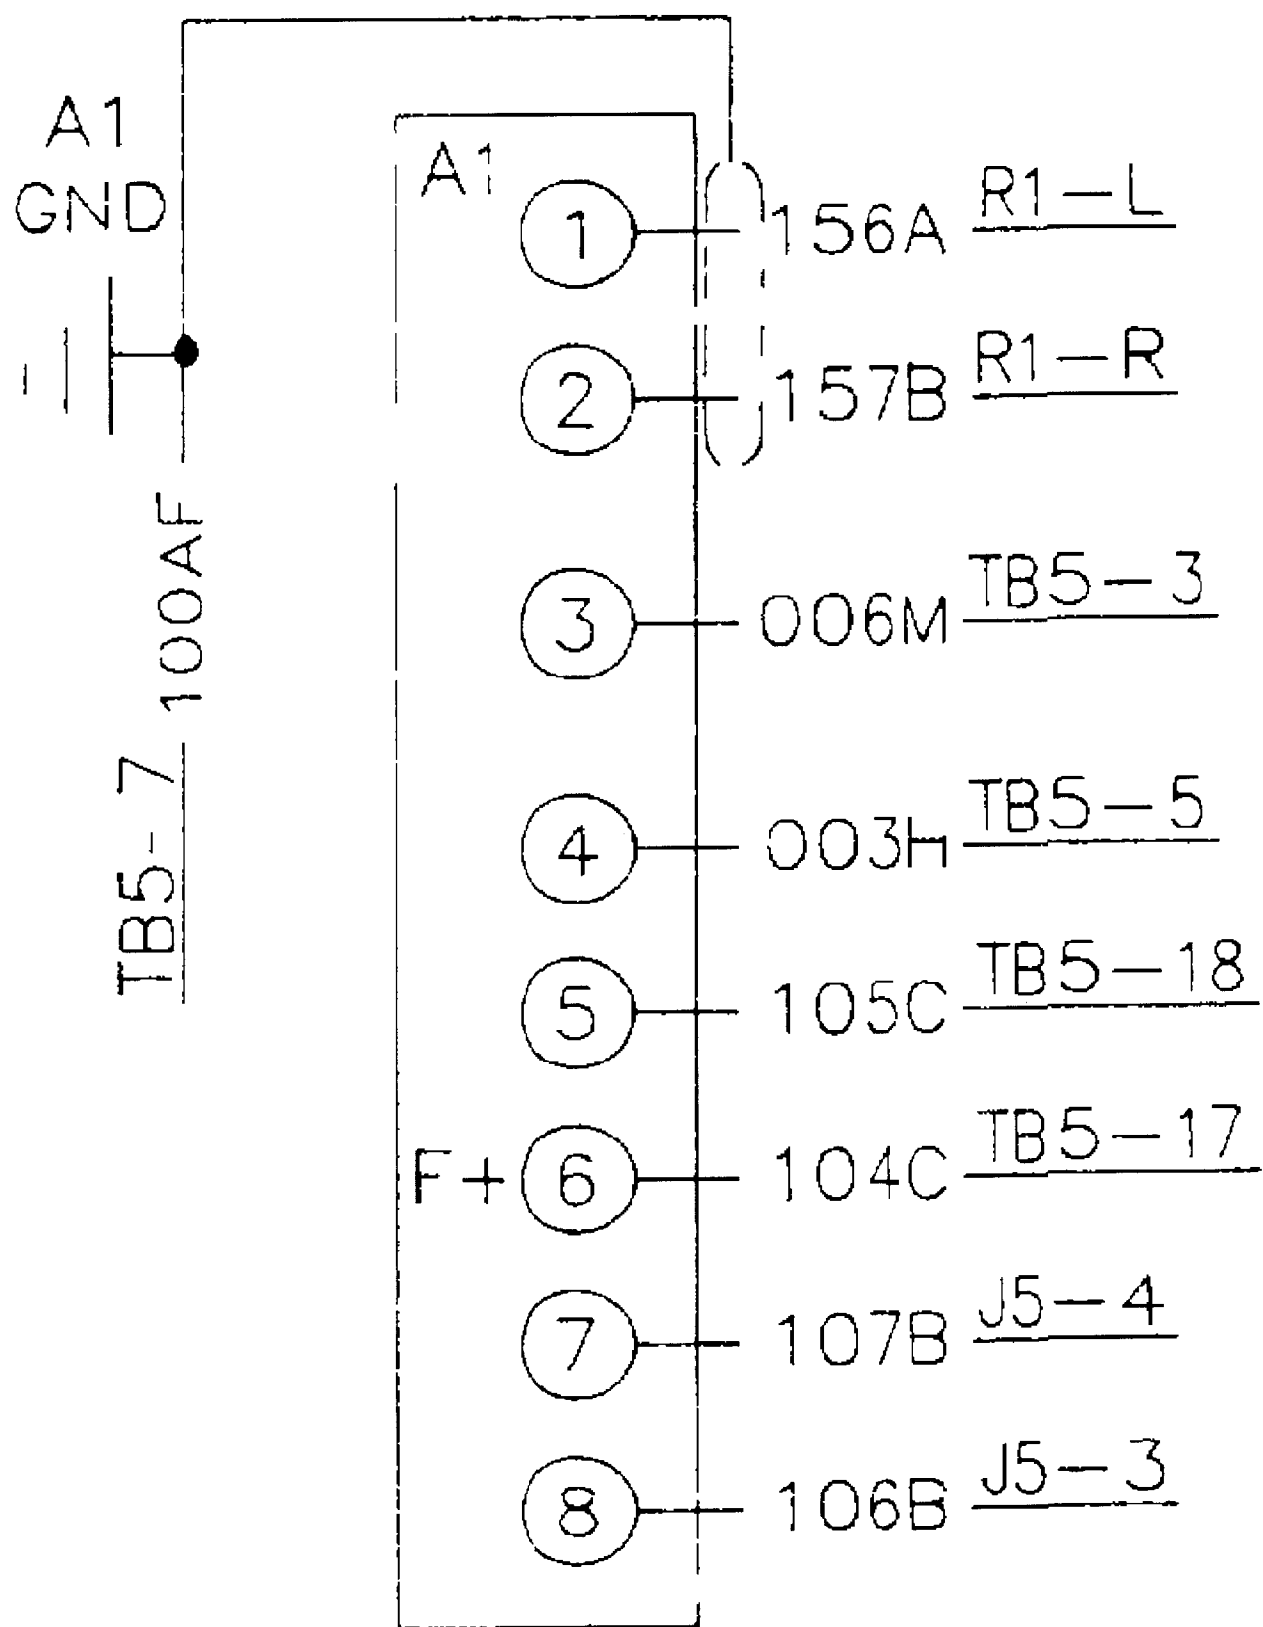 A1
GND
TB5-7 100AF
A1
1 156A R1-L
2 157B R1-R
3 006M TB5-3
4 003H TB5-5
5 105C TB5-18
F+ 6 104C TB5-17
7 107B J5-4
8 106B J5-3